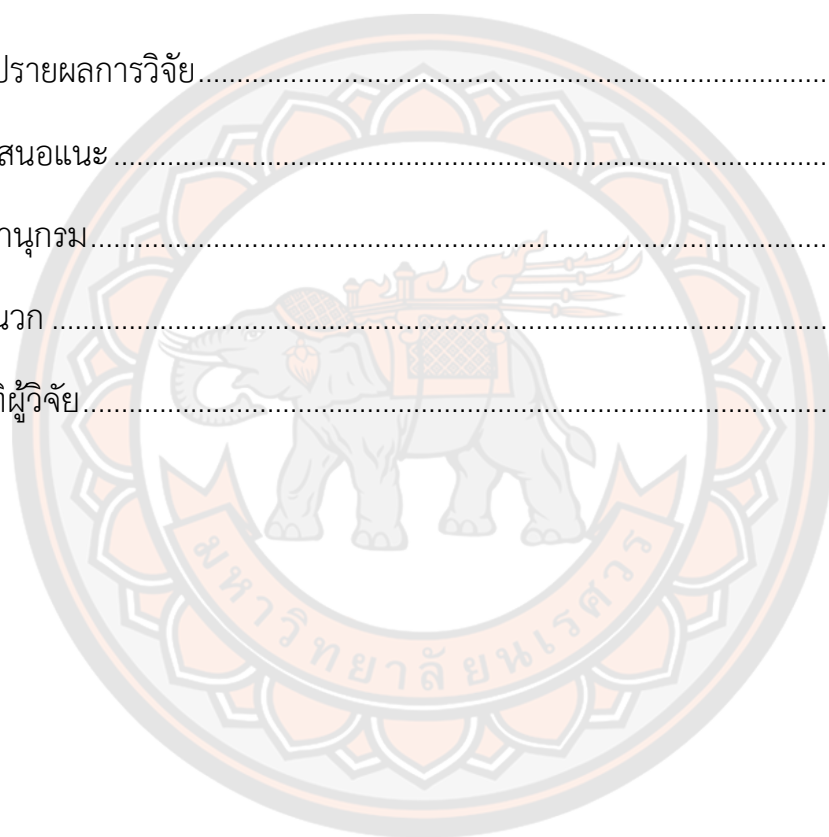 ปรายผลการวิจัย........................................................................................
สนอแนะ ........................................................................................
านุกรม........................................................................................
นวก ........................................................................................
ติผู้วิจัย........................................................................................
มหาวิทยาลัยนเรศวร